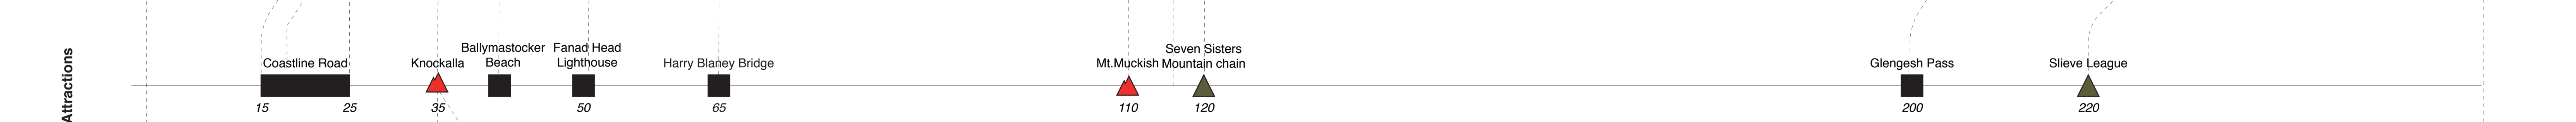 Attractions
Coastline Road
15
25
Knockalla
35
Ballymastocker
Beach
Fanad Head
Lighthouse
50
Harry Blaney Bridge
65
Mt.Muckish
110
Seven Sisters
Mountain chain
120
Glengesh Pass
200
Slieve League
220